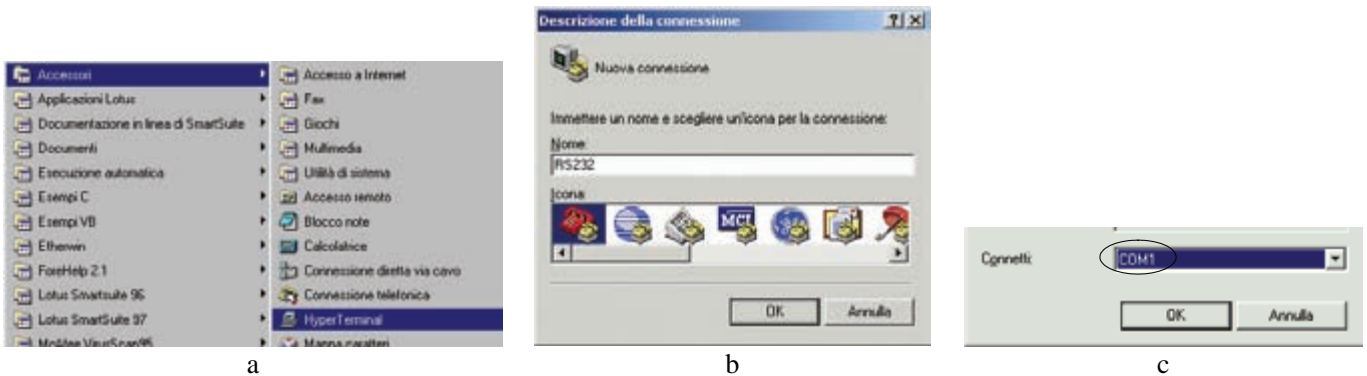 Accessori
Applicazioni Lotus
Documentazione in linea di SmartSuite
Documenti
Esecuzione automatica
Esempi C
Esempi VB
Etherwin
ForeHelp 2.1
Lotus Smartsuite 96
Lotus SmartSuite 97
McAfee VirusScan95
Accesso a Internet
Fax
Giochi
Multimedia
Utilità di sistema
Accesso remoto
Blocco note
Calcolatrice
Connessione diretta via cavo
Connessione telefonica
HyperTerminal
Mappa caratteri
a
Descrizione della connessione
Nuova connessione
Immettere un nome e scegliere un'icona per la connessione:
Nome:
RS232
Icona:
MCI
OK Annulla
b
Connetti:
COM1
OK Annulla
c